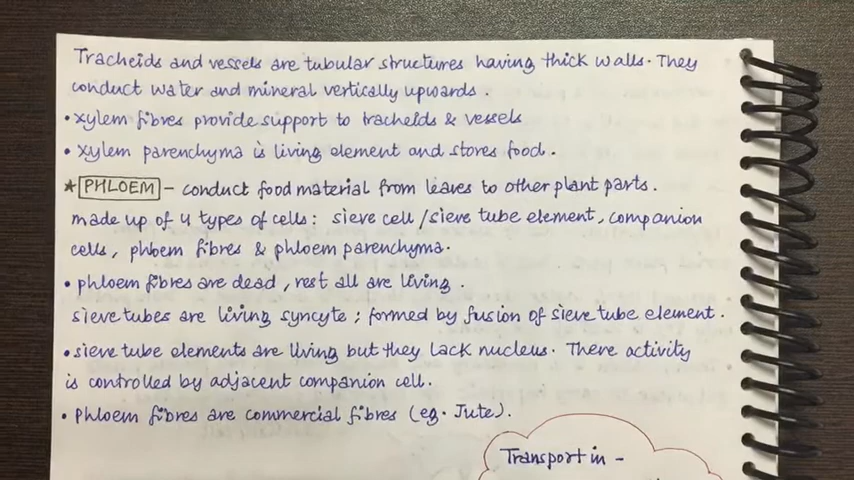 Tracheids and vessels are tubular structures having thick walls. They
conduct water and mineral vertically upwards.
• xylem fibres provide support to tracheids & vessels
• xylem parenchyma is living element and stores food.
★ PHLOEM - conduct food material from leaves to other plant parts.
made up of 4 types of cells: sieve cell/sieve tube element, companion
cells, phloem fibres & phloem parenchyma.
• phloem fibres are dead, rest all are living.
sieve tubes are living syncyte; formed by fusion of sieve tube element.
• sieve tube elements are living but they lack nucleus. There activity
is controlled by adjacent companion cell.
• Phloem fibres are commercial fibres (eg. Jute).
Transport in -